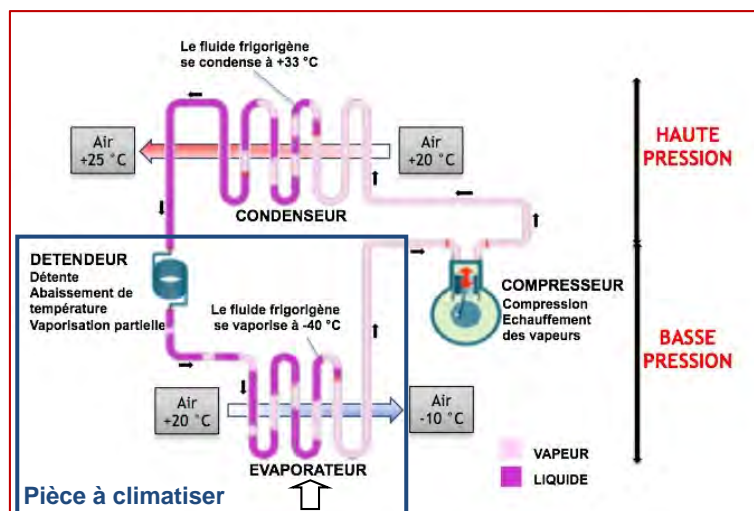 Le fluide frigorigène
se condense à +33 °C
Air
+25 °C
Air
+20 °C
HAUTE
PRESSION
CONDENSEUR
DETENDEUR
Détente
Abaissement de
température
Vaporisation partielle
Le fluide frigorigène
se vaporise à -40 °C
COMPRESSEUR
Compression
Echauffement
des vapeurs
BASSE
PRESSION
Air
+20 °C
Air
-10 °C
EVAPORATEUR
VAPEUR
LIQUIDE
Pièce à climatiser